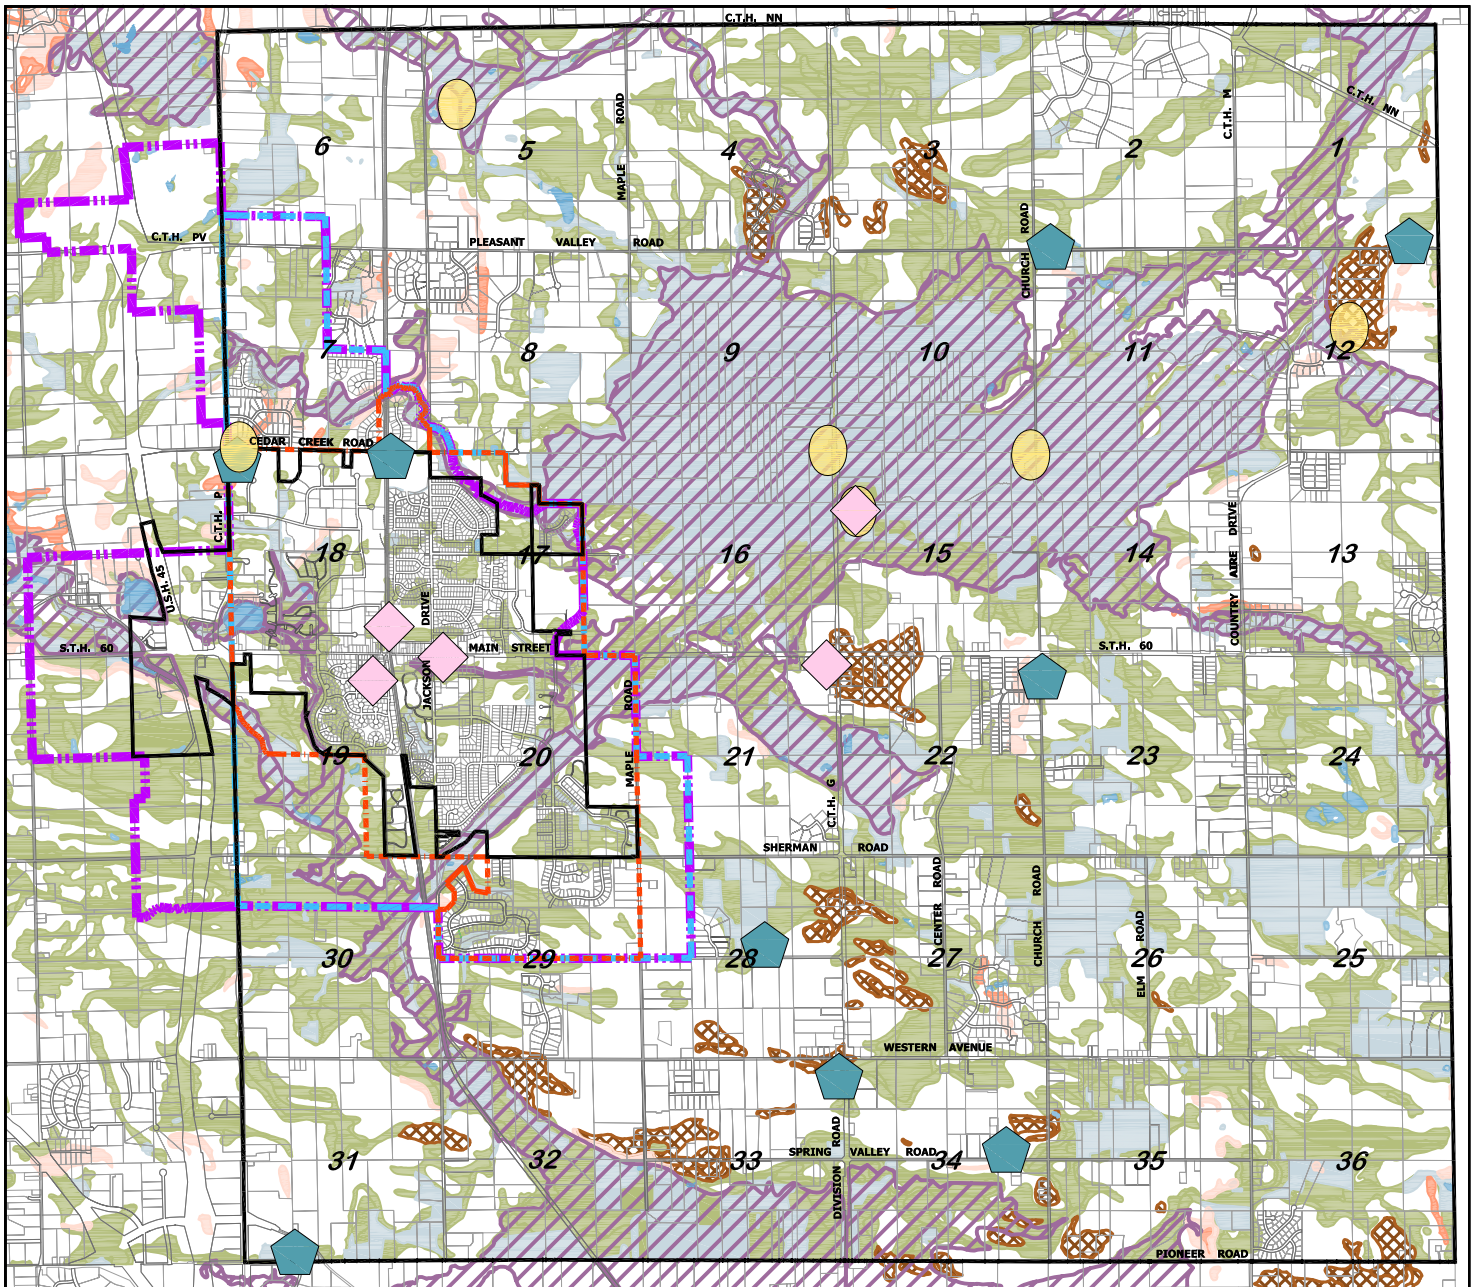 C.T.H. NN
C.T.H. NN
C.T.H. M
MAPLE ROAD
6
5
4
3
2
1
C.T.H. PV
PLEASANT VALLEY ROAD
CHURCH ROAD
7
8
9
10
11
12
CEDAR CREEK ROAD
C.T.H. P
U.S.H. 45
18
17
16
15
14
13
COUNTRY AIRE DRIVE
S.T.H. 60
JACKSON DRIVE
MAIN STREET
S.T.H. 60
MAPLE ROAD
19
20
21
22
23
24
C.T.H. G
SHERMAN ROAD
CENTER ROAD
CHURCH ROAD
ELM ROAD
30
29
28
27
26
25
WESTERN AVENUE
DIVISION ROAD
SPRING VALLEY ROAD
31
32
33
34
35
36
PIONEER ROAD